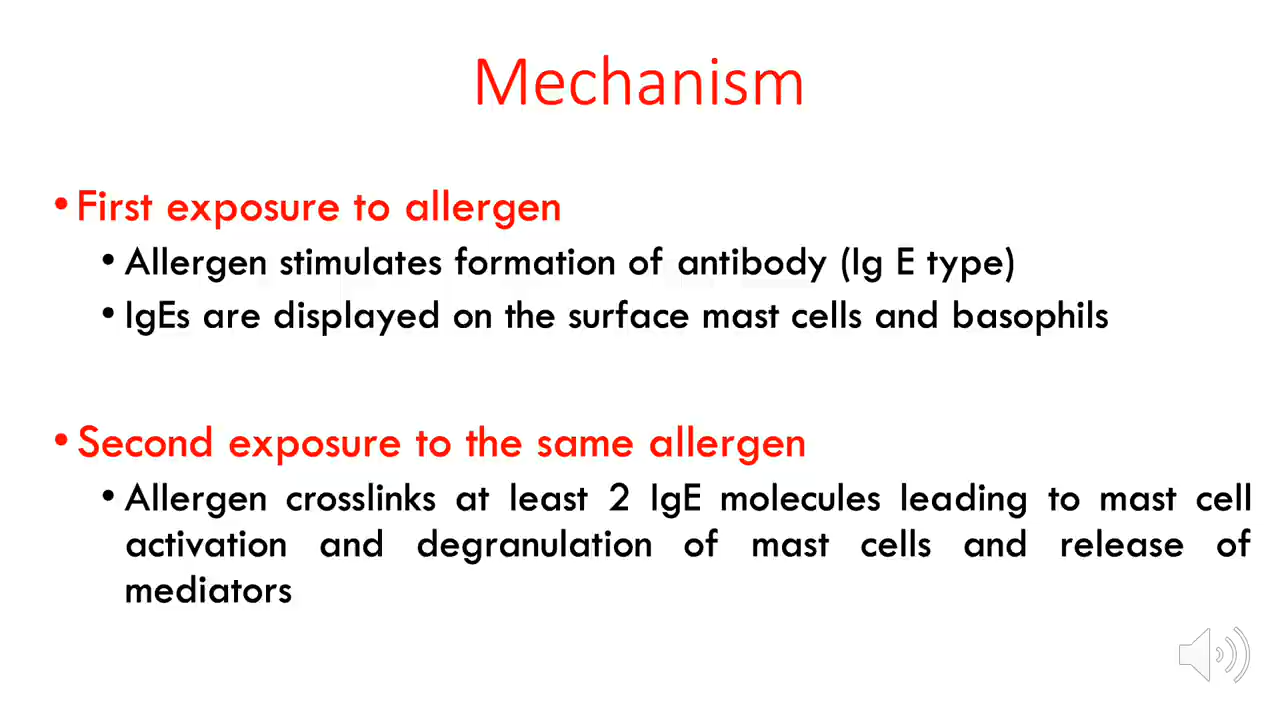 Mechanism
•First exposure to allergen
•Allergen stimulates formation of antibody (Ig E type)
•IgEs are displayed on the surface mast cells and basophils
•Second exposure to the same allergen
•Allergen crosslinks at least 2 IgE molecules leading to mast cell
activation and degranulation of mast cells and release of
mediators